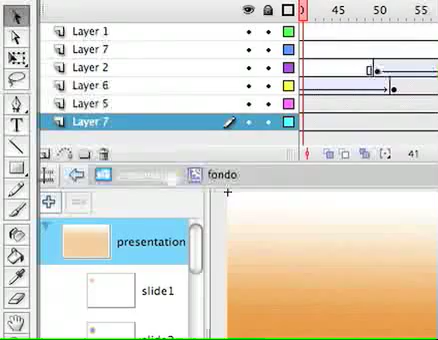 45 50 55
Layer 1
Layer 7
Layer 2
Layer 6
Layer 5
Layer 7
41
fondo
presentation
slide1